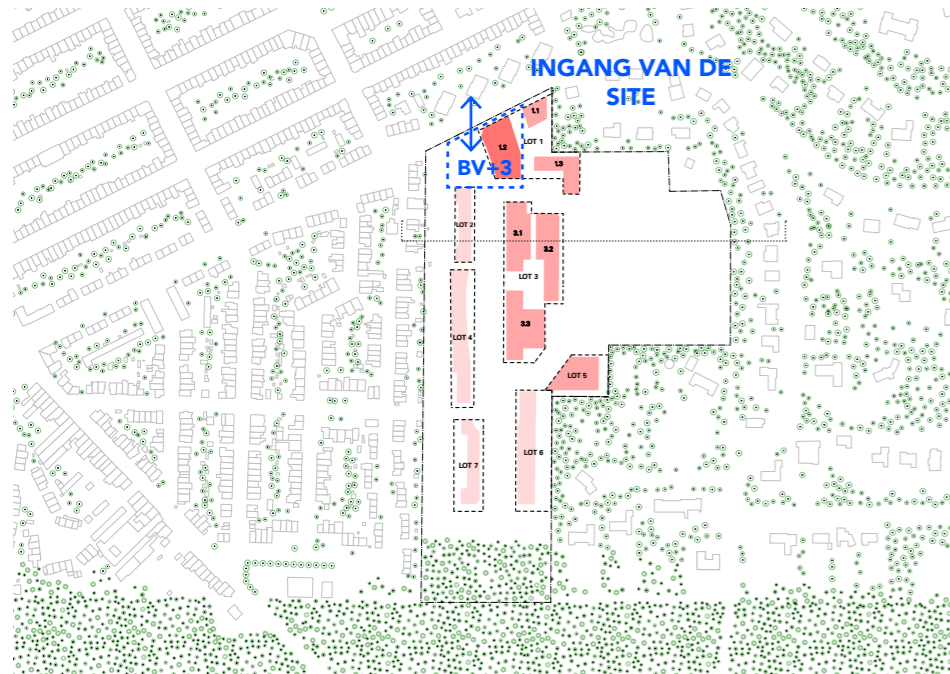 INGANG VAN DE
SITE
1.1
LOT 1
1.2
BV+3
1.3
LOT 2
3.1
3.2
LOT 3
3.3
LOT 4
LOT 5
LOT 6
LOT 7